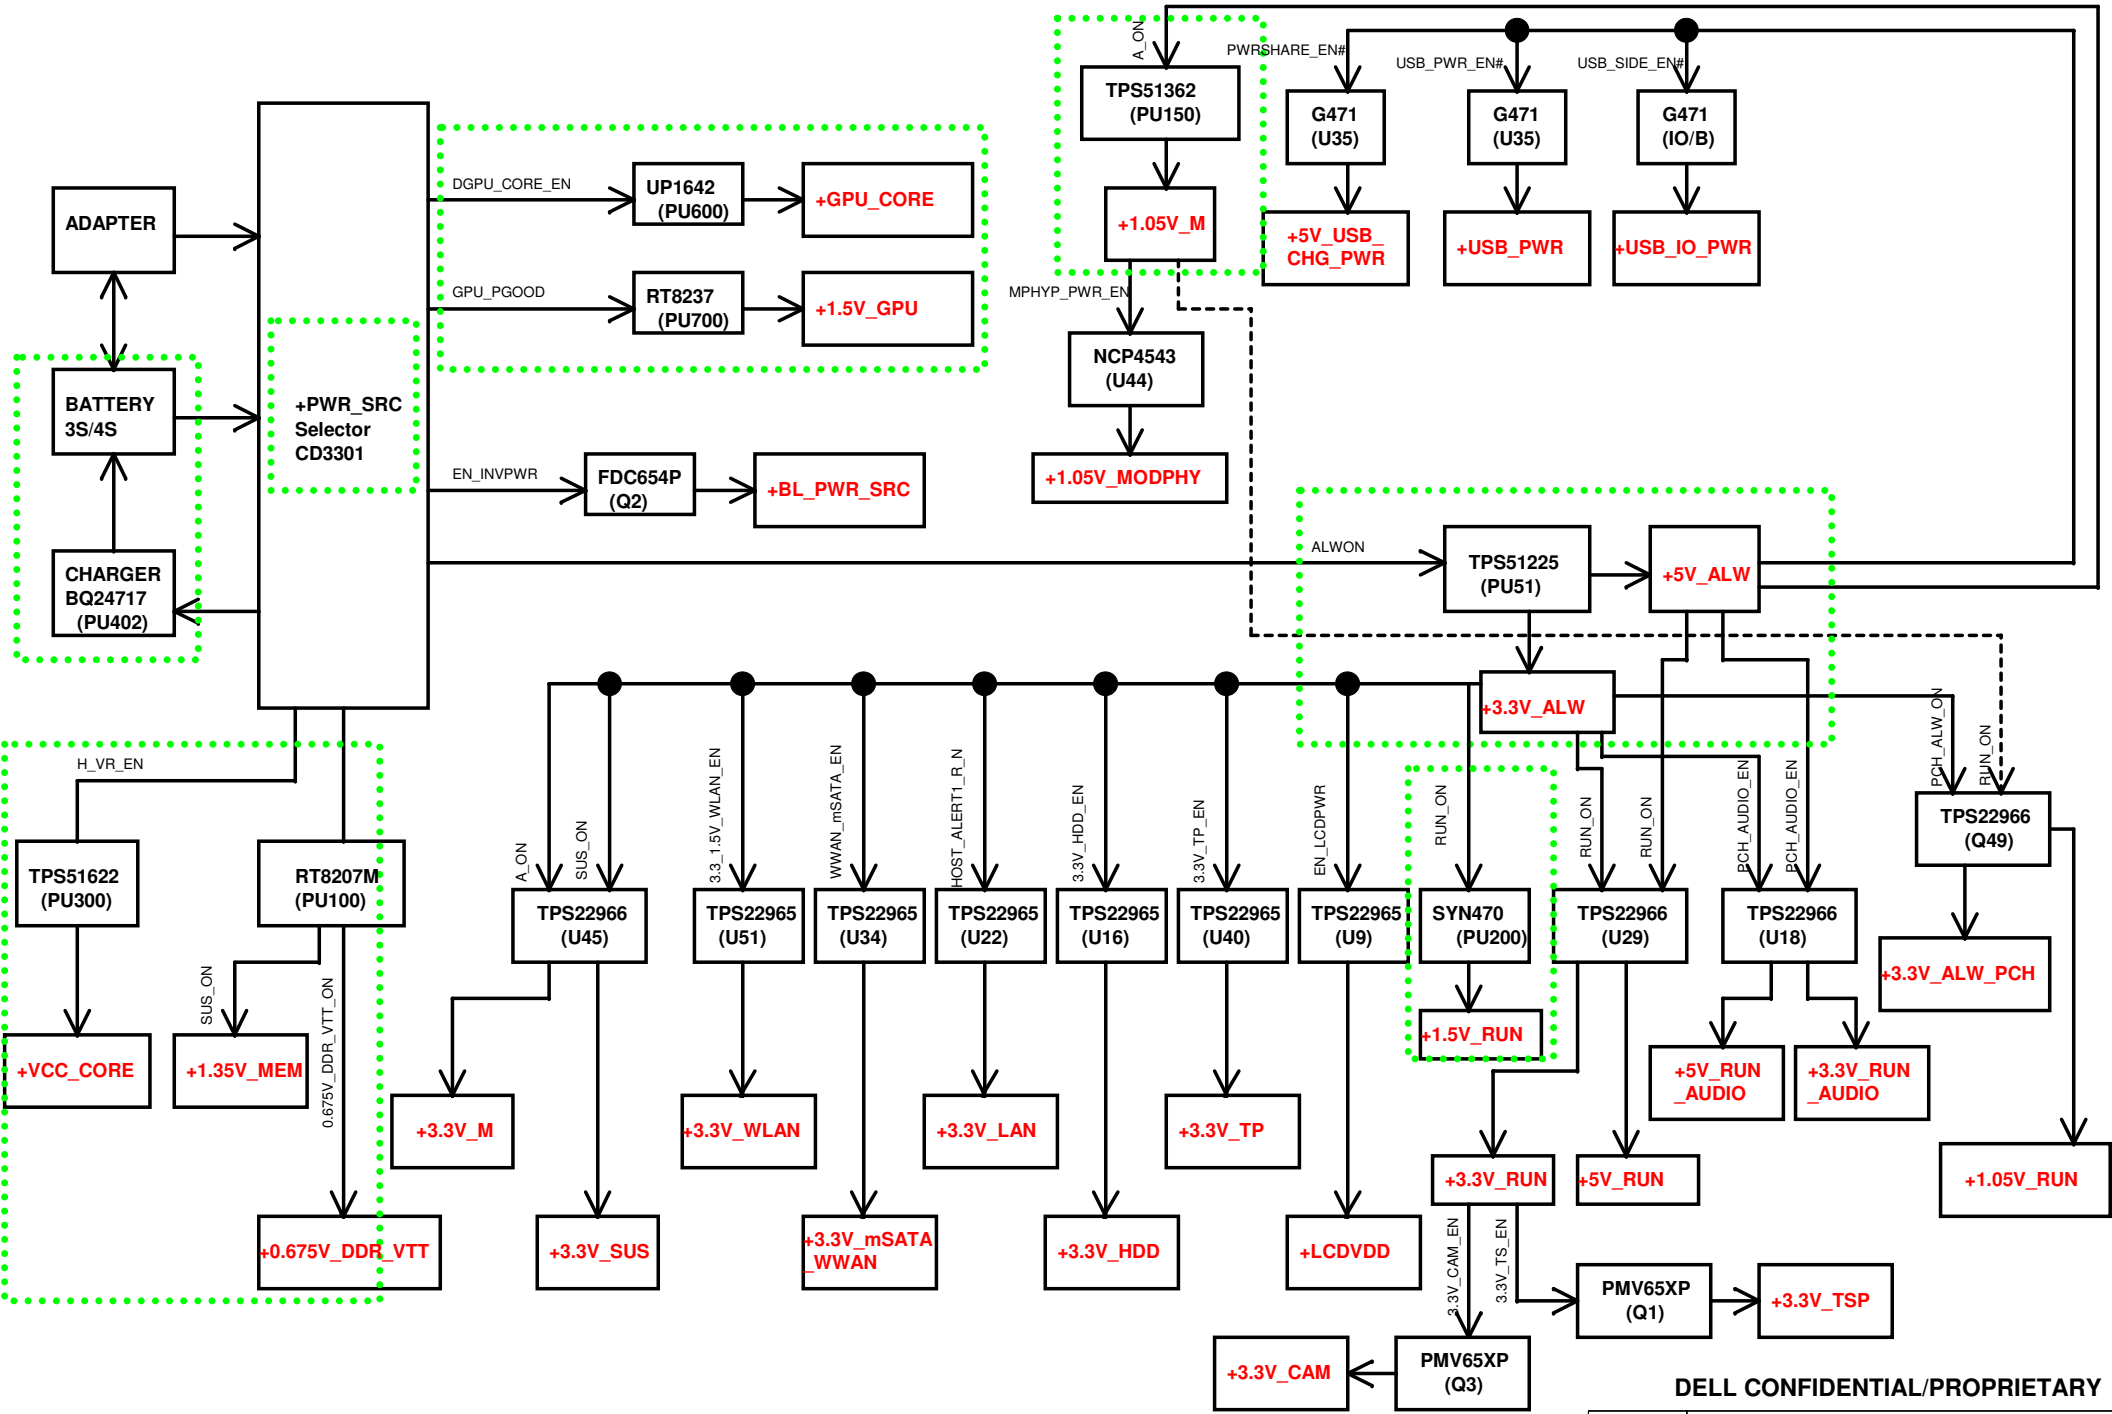 A_ON
PWRSHARE_EN#
USB_PWR_EN#
USB_SIDE_EN#
TPS51362
(PU150)
G471
(U35)
G471
(U35)
G471
(IO/B)
DGPU_CORE_EN
UP1642
(PU600)
+GPU_CORE
ADAPTER
+1.05V_M
+5V_USB_
CHG_PWR
+USB_PWR
+USB_IO_PWR
GPU_PGOOD
RT8237
(PU700)
+1.5V_GPU
MPHYP_PWR_EN
NCP4543
(U44)
BATTERY
3S/4S
+PWR_SRC
Selector
CD3301
EN_INVPWR
FDC654P
(Q2)
+BL_PWR_SRC
+1.05V_MODPHY
ALWON
TPS51225
(PU51)
+5V_ALW
CHARGER
BQ24717
(PU402)
+3.3V_ALW
PCH_ALW_ON
RUN_ON
H_VR_EN
A_ON
SUS_ON
3.3_1.5V_WLAN_EN
WWAN_mSATA_EN
HOST_ALERT1_R_N
3.3V_HDD_EN
3.3V_TP_EN
EN_LCDPWR
RUN_ON
RUN_ON
RUN_ON
PCH_AUDIO_EN
PCH_AUDIO_EN
TPS22966
(Q49)
TPS51622
(PU300)
RT8207M
(PU100)
TPS22966
(U45)
TPS22965
(U51)
TPS22965
(U34)
TPS22965
(U22)
TPS22965
(U16)
TPS22965
(U40)
TPS22965
(U9)
SYN470
(PU200)
TPS22966
(U29)
TPS22966
(U18)
+3.3V_ALW_PCH
SUS_ON
0.675V_DDR_VTT_ON
+1.5V_RUN
+VCC_CORE
+1.35V_MEM
+5V_RUN
_AUDIO
+3.3V_RUN
_AUDIO
+3.3V_M
+3.3V_WLAN
+3.3V_LAN
+3.3V_TP
+3.3V_RUN
+5V_RUN
+1.05V_RUN
+0.675V_DDR_VTT
+3.3V_SUS
+3.3V_mSATA
_WWAN
+3.3V_HDD
+LCDVDD
3.3V_CAM_EN
3.3V_TS_EN
PMV65XP
(Q1)
+3.3V_TSP
+3.3V_CAM
PMV65XP
(Q3)
DELL CONFIDENTIAL/PROPRIETARY